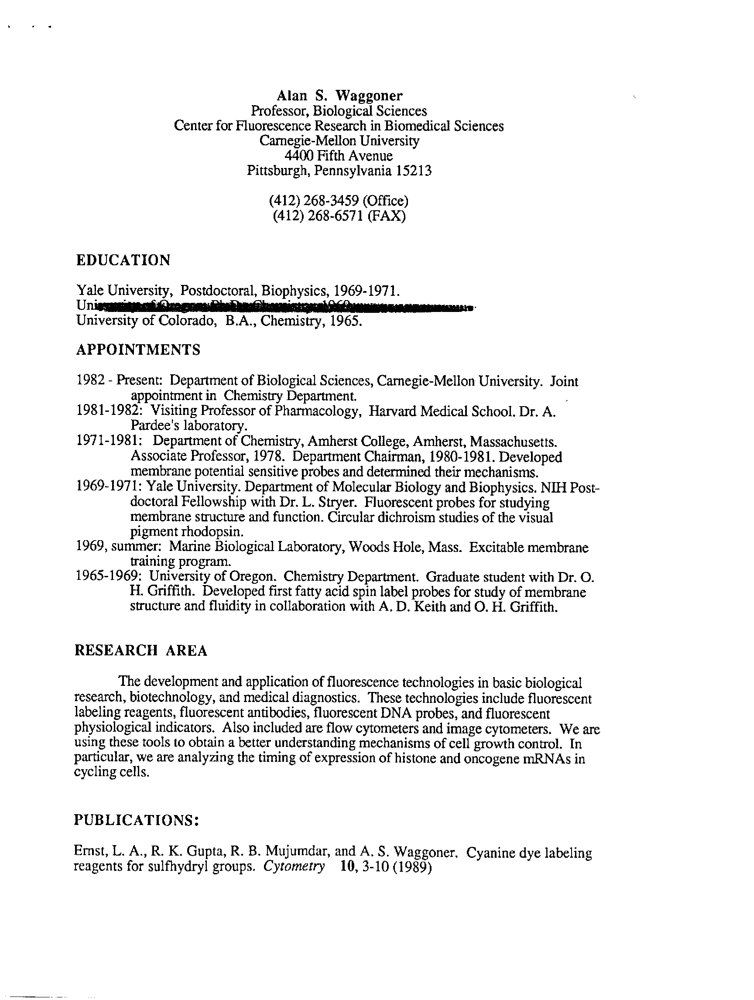 Alan S. Waggoner
Professor, Biological Sciences
Center for Fluorescence Research in Biomedical Sciences
Carnegie-Mellon University
4400 Fifth Avenue
Pittsburgh, Pennsylvania 15213
(412) 268-3459 (Office)
(412) 268-6571 (FAX)
EDUCATION
Yale University, Postdoctoral, Biophysics, 1969-1971.
University of Colorado, B.A., Chemistry, 1965.
APPOINTMENTS
1982 - Present: Department of Biological Sciences, Carnegie-Mellon University. Joint
appointment in Chemistry Department.
1981-1982: Visiting Professor of Pharmacology, Harvard Medical School. Dr. A.
Pardee's laboratory.
1971-1981: Department of Chemistry, Amherst College, Amherst, Massachusetts.
Associate Professor, 1978. Department Chairman, 1980-1981. Developed
membrane potential sensitive probes and determined their mechanisms.
1969-1971: Yale University. Department of Molecular Biology and Biophysics. NIH Post-
doctoral Fellowship with Dr. L. Stryer. Fluorescent probes for studying
membrane structure and function. Circular dichroism studies of the visual
pigment rhodopsin.
1969, summer: Marine Biological Laboratory, Woods Hole, Mass. Excitable membrane
training program.
1965-1969: University of Oregon. Chemistry Department. Graduate student with Dr. O.
H. Griffith. Developed first fatty acid spin label probes for study of membrane
structure and fluidity in collaboration with A. D. Keith and O. H. Griffith.
RESEARCH AREA
The development and application of fluorescence technologies in basic biological
research, biotechnology, and medical diagnostics. These technologies include fluorescent
labeling reagents, fluorescent antibodies, fluorescent DNA probes, and fluorescent
physiological indicators. Also included are flow cytometers and image cytometers. We are
using these tools to obtain a better understanding mechanisms of cell growth control. In
particular, we are analyzing the timing of expression of histone and oncogene mRNAs in
cycling cells.
PUBLICATIONS:
Ernst, L. A., R. K. Gupta, R. B. Mujumdar, and A. S. Waggoner. Cyanine dye labeling
reagents for sulfhydryl groups. Cytometry 10, 3-10 (1989)